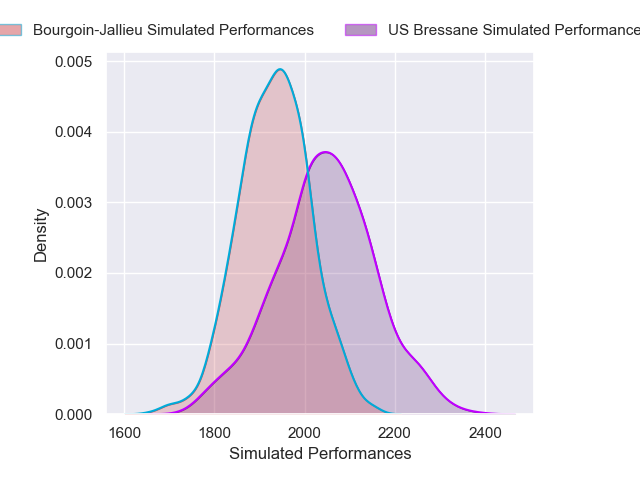 Bourgoin-Jallieu Simulated Performances
US Bressane Simulated Performance
0.005
0.004
0.003
0.002
0.001
0.000
Density
1600
1800
2000
2200
2400
Simulated Performances